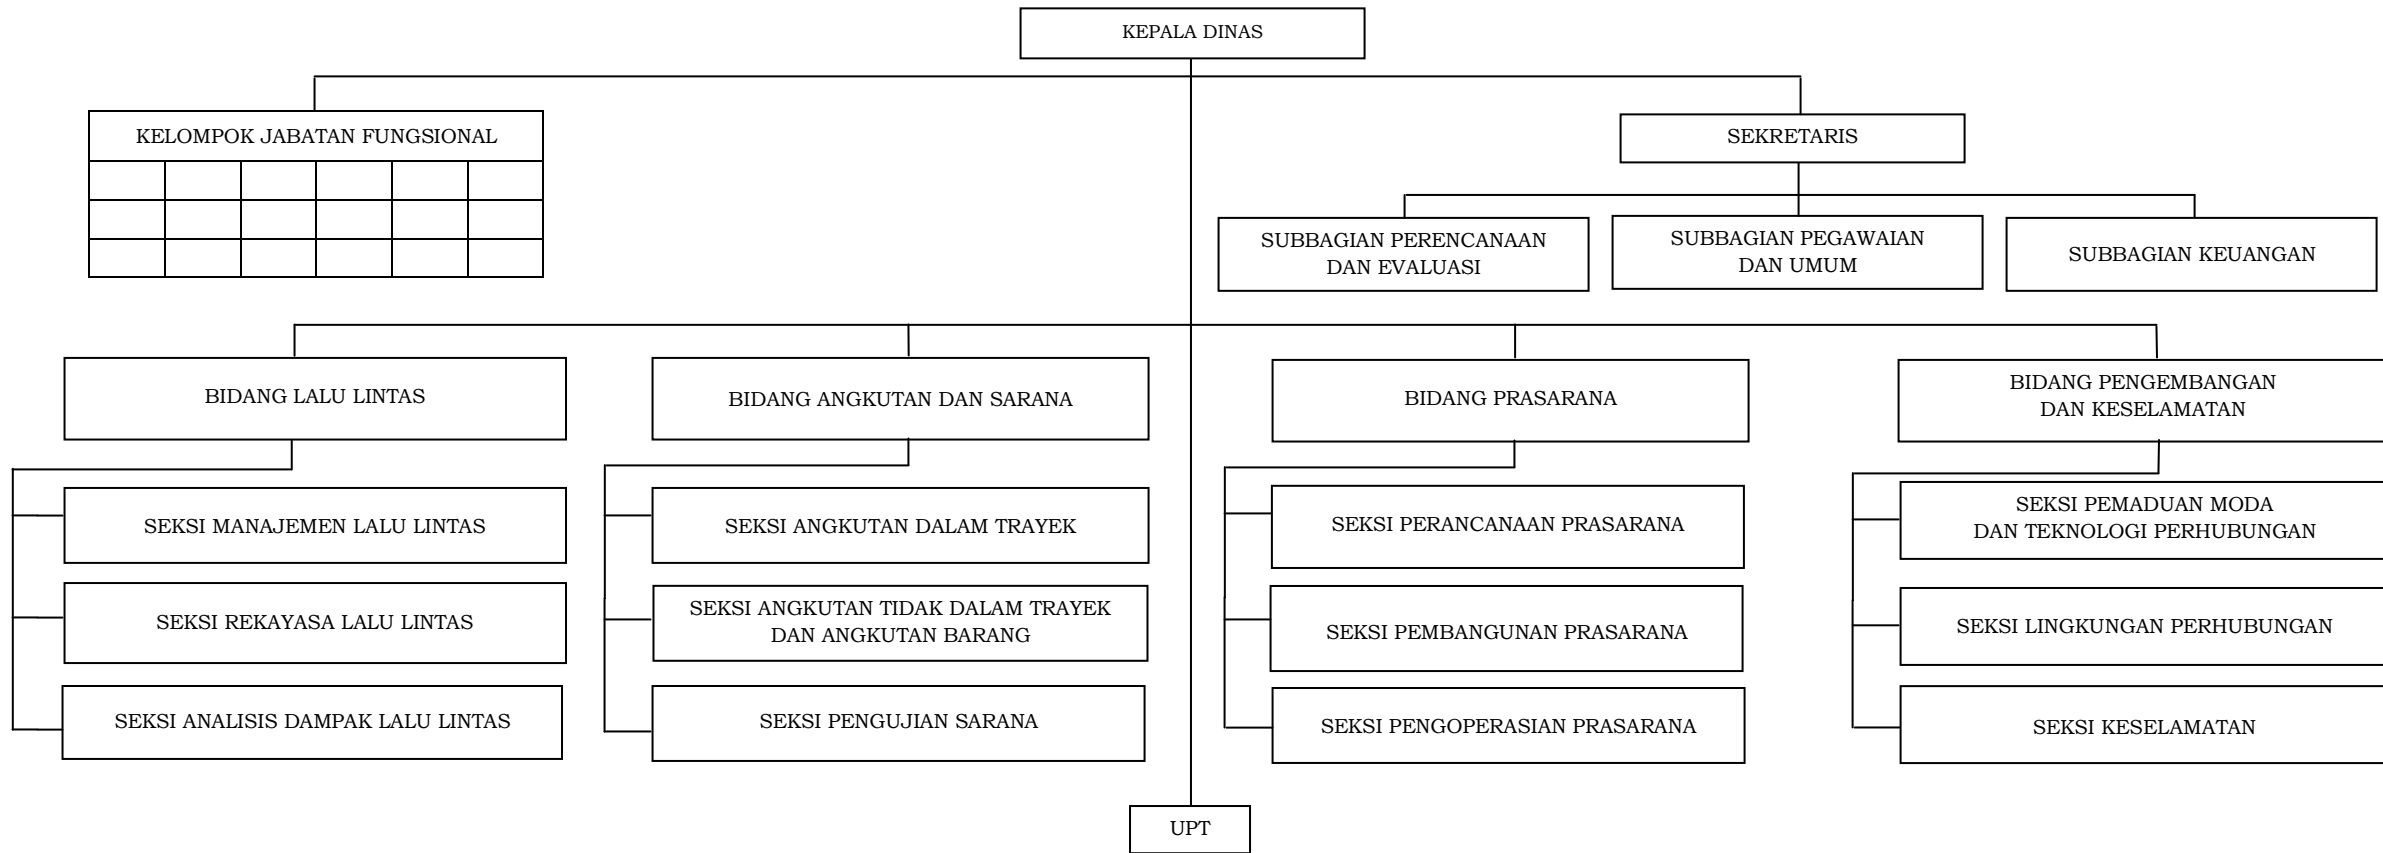 KEPALA DINAS
KELOMPOK JABATAN FUNGSIONAL
SEKRETARIS
SUBBAGIAN PERENCANAAN
DAN EVALUASI
SUBBAGIAN PEGAWAIAN
DAN UMUM
SUBBAGIAN KEUANGAN
BIDANG LALU LINTAS
SEKSI MANAJEMEN LALU LINTAS
SEKSI REKAYASA LALU LINTAS
SEKSI ANALISIS DAMPAK LALU LINTAS
BIDANG ANGKUTAN DAN SARANA
SEKSI ANGKUTAN DALAM TRAYEK
SEKSI ANGKUTAN TIDAK DALAM TRAYEK
DAN ANGKUTAN BARANG
SEKSI PENGUJIAN SARANA
BIDANG PRASARANA
SEKSI PERANCANAAN PRASARANA
SEKSI PEMBANGUNAN PRASARANA
SEKSI PENGOPERASIAN PRASARANA
BIDANG PENGEMBANGAN
DAN KESELAMATAN
SEKSI PEMADUAN MODA
DAN TEKNOLOGI PERHUBUNGAN
SEKSI LINGKUNGAN PERHUBUNGAN
SEKSI KESELAMATAN
UPT